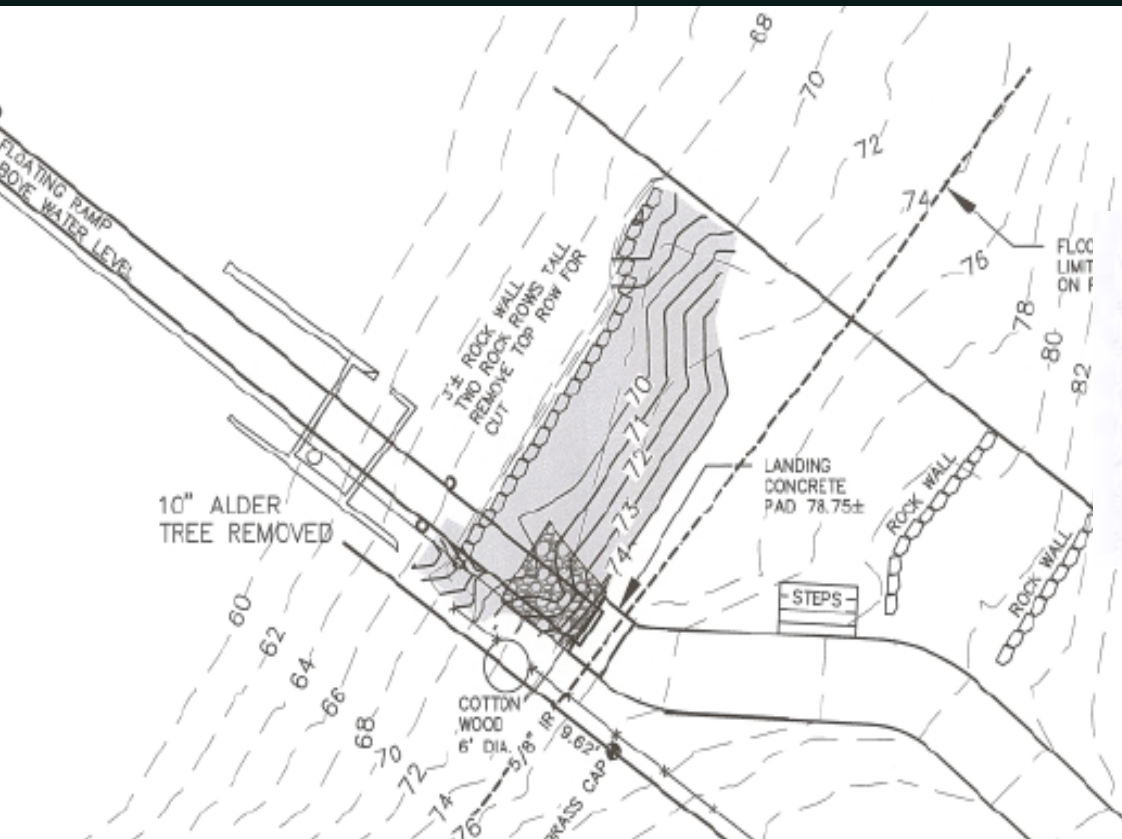 68
70
72
74
76
78
80
82
FLOATING RAMP
ABOVE WATER LEVEL
FLOO
LIMIT
ON F
3'± ROCK WALL
TWO ROCK ROWS TALL
REMOVE TOP ROW FOR
CUT
70
71
72
73
74
LANDING
CONCRETE
PAD 78.75±
ROCK WALL
ROCK WALL
STEPS
10" ALDER
TREE REMOVED
60
62
64
66
68
70
72
74
76
COTTON
WOOD
6' DIA.
5/8" IR
9.62'
BRASS CAP